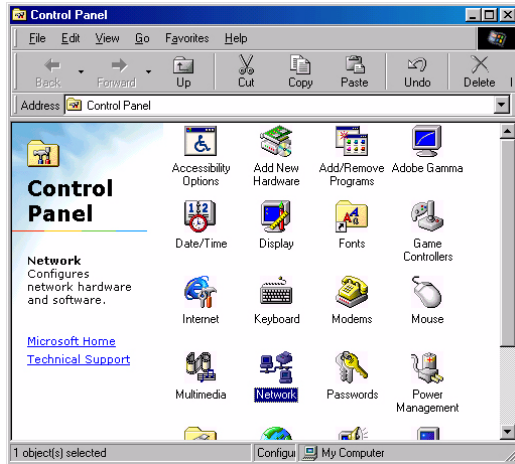 Control Panel
File Edit View Go Favorites Help
Back Forward Up Cut Copy Paste Undo Delete
Address Control Panel
Control
Panel
Network
Configures
network hardware
and software.
Microsoft Home
Technical Support
Accessibility
Options
Add New
Hardware
Add/Remove
Programs
Adobe Gamma
Date/Time
Display
Fonts
Game
Controllers
Internet
Keyboard
Modems
Mouse
Multimedia
Network
Passwords
Power
Management
1 object(s) selected Configu My Computer